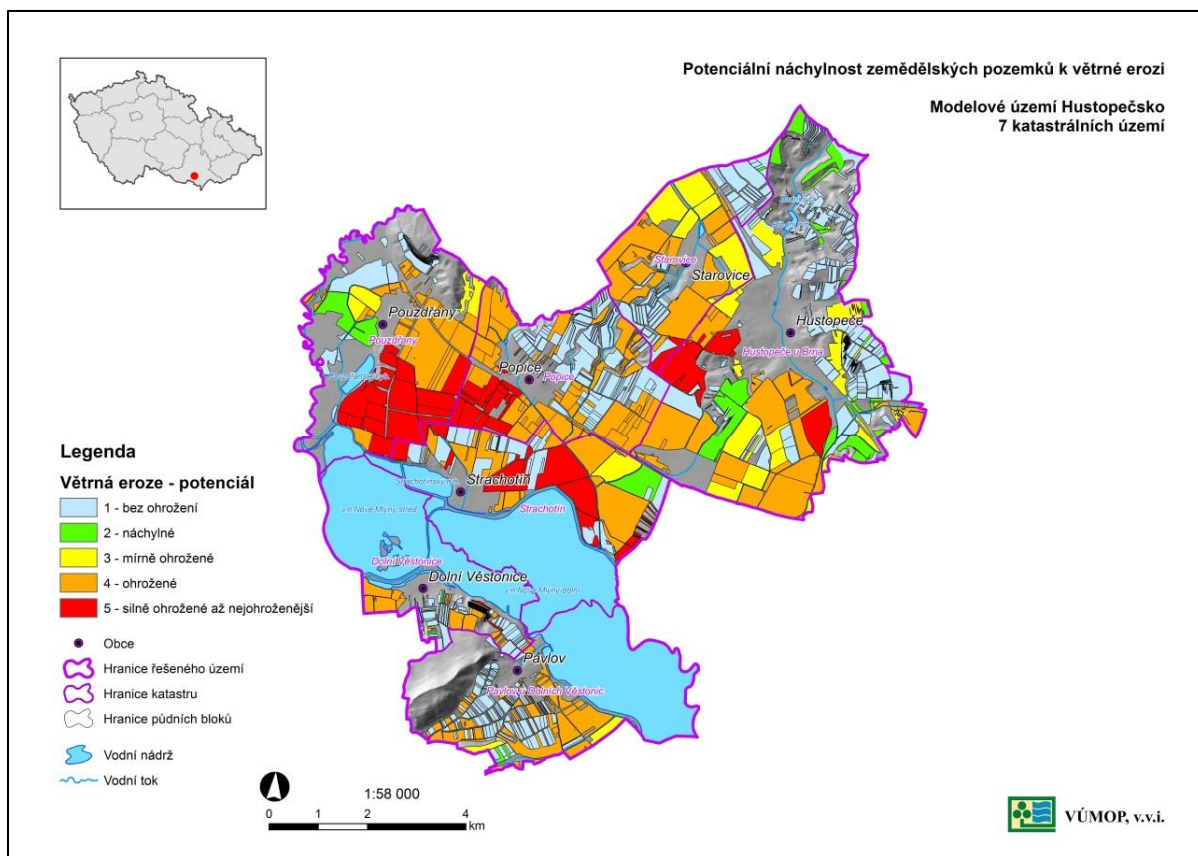 Potenciální náchylnost zemědělských pozemků k větrné erozi
Modelové území Hustopečsko
7 katastrálních území
Starovice
Starovice
Pouzdřany
Pouzdřany
Hustopeče
Hustopeče u Brna
Popice
Popice
Strachotín
Strachotínský ryb.
Strachotín
v.n.Nové Mlýny-střed.
Dolní Věstonice
Dolní Věstonice
v.n.Nové Mlýny-dolní
Pavlov
Pavlov u Dolních Věstonic
Legenda
Větrná eroze - potenciál
1 - bez ohrožení
2 - náchylné
3 - mírně ohrožené
4 - ohrožené
5 - silně ohrožené až nejohroženější
Obce
Hranice řešeného území
Hranice katastru
Hranice půdních bloků
Vodní nádrž
Vodní tok
1:58 000
0 1 2 4
km
VÚMOP, v.v.i.